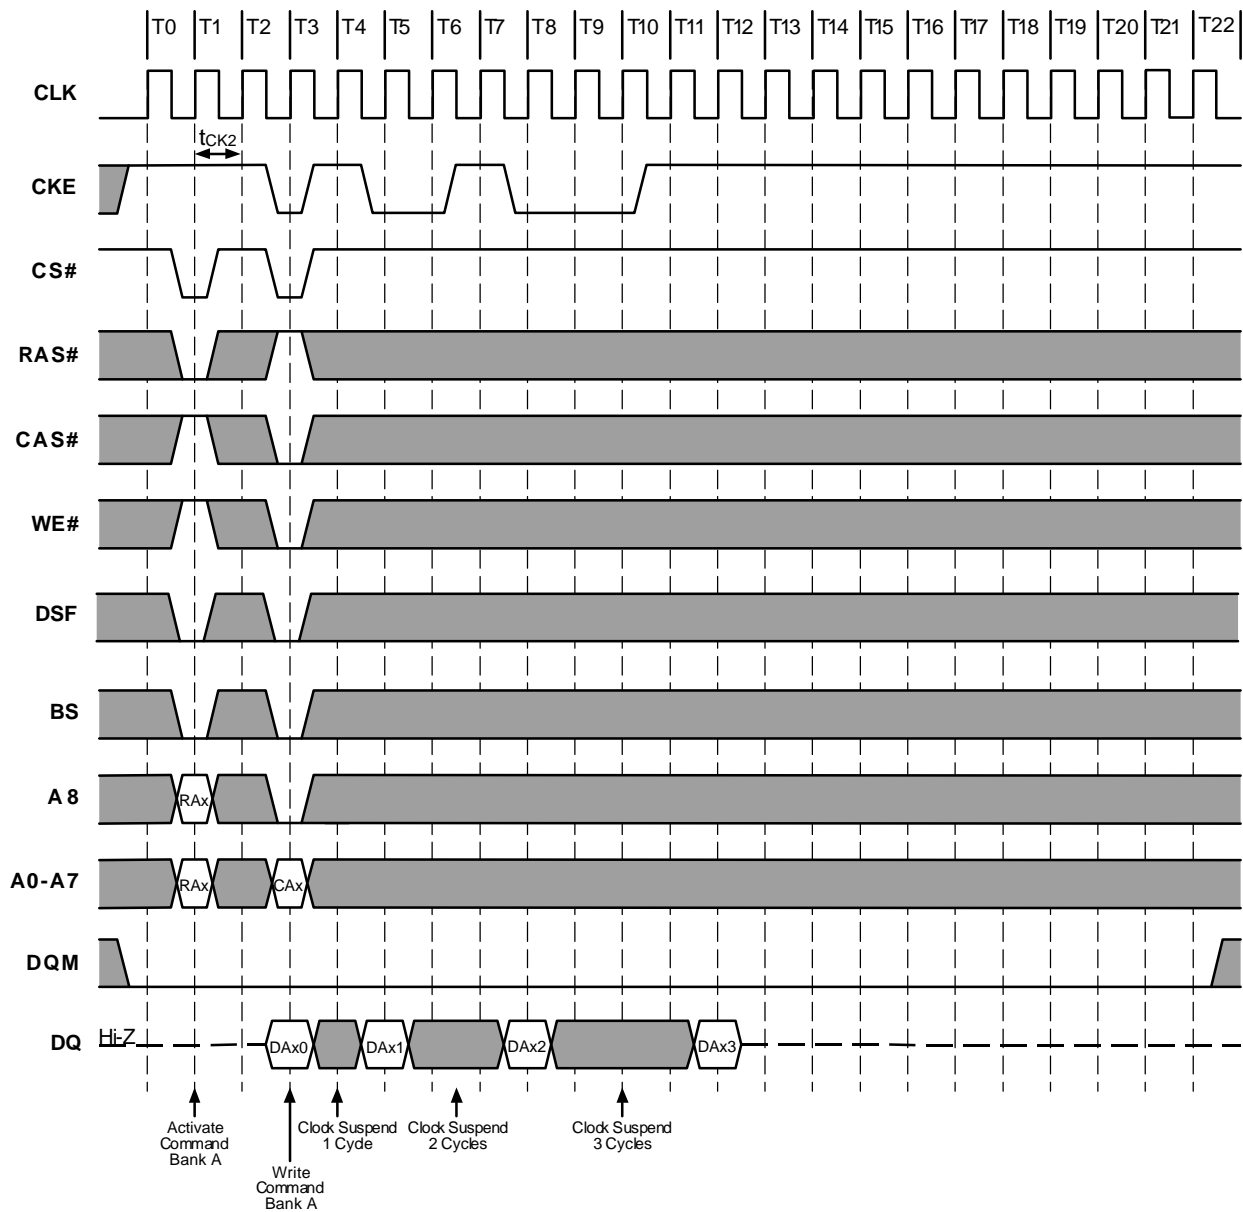 T0 T1 T2 T3 T4 T5 T6 T7 T8 T9 T10 T11 T12 T13 T14 T15 T16 T17 T18 T19 T20 T21 T22
CLK
tCK2
CKE
CS#
RAS#
CAS#
WE#
DSF
BS
A8 RAx
A0-A7 RAx CAx
DQM
DQ Hi-Z DAx0 DAx1 DAx2 DAx3
Activate
Command
Bank A
Write
Command
Bank A
Clock Suspend
1 Cycle
Clock Suspend
2 Cycles
Clock Suspend
3 Cycles